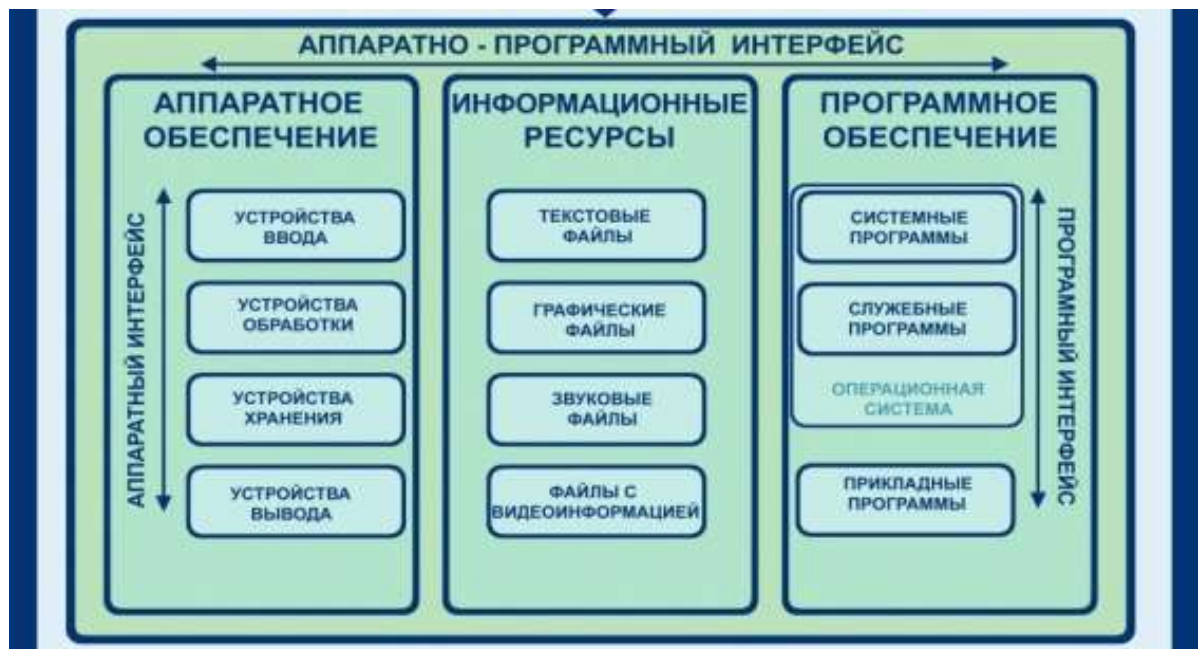 АППАРАТНО - ПРОГРАММНЫЙ ИНТЕРФЕЙС
АППАРАТНОЕ
ОБЕСПЕЧЕНИЕ
АППАРАТНЫЙ ИНТЕРФЕЙС
УСТРОЙСТВА
ВВОДА
УСТРОЙСТВА
ОБРАБОТКИ
УСТРОЙСТВА
ХРАНЕНИЯ
УСТРОЙСТВА
ВЫВОДА
ИНФОРМАЦИОННЫЕ
РЕСУРСЫ
ТЕКСТОВЫЕ
ФАЙЛЫ
ГРАФИЧЕСКИЕ
ФАЙЛЫ
ЗВУКОВЫЕ
ФАЙЛЫ
ФАЙЛЫ С
ВИДЕОИНФОРМАЦИЕЙ
ПРОГРАММНОЕ
ОБЕСПЕЧЕНИЕ
СИСТЕМНЫЕ
ПРОГРАММЫ
СЛУЖЕБНЫЕ
ПРОГРАММЫ
ОПЕРАЦИОННАЯ
СИСТЕМА
ПРИКЛАДНЫЕ
ПРОГРАММЫ
ПРОГРАМНЫЙ ИНТЕРФЕЙС